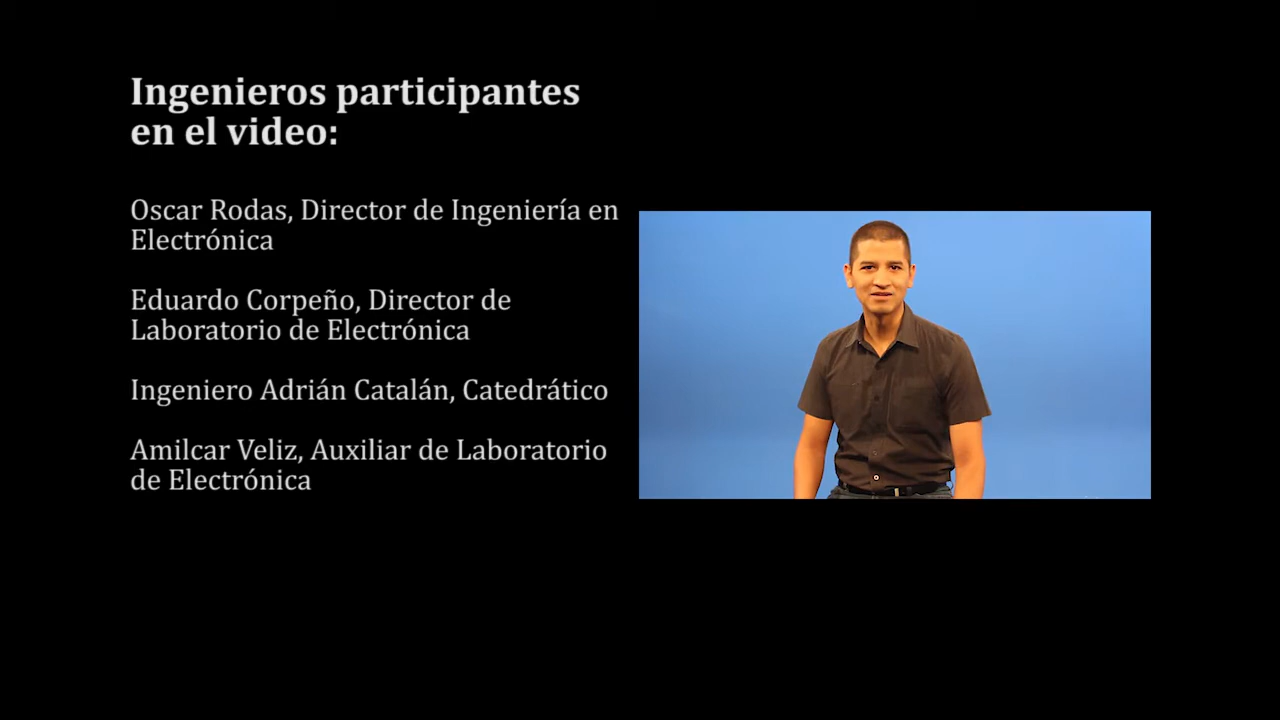 Ingenieros participantes
en el video:
Oscar Rodas, Director de Ingeniería en
Electrónica
Eduardo Corpeño, Director de
Laboratorio de Electrónica
Ingeniero Adrián Catalán, Catedrático
Amilcar Veliz, Auxiliar de Laboratorio
de Electrónica